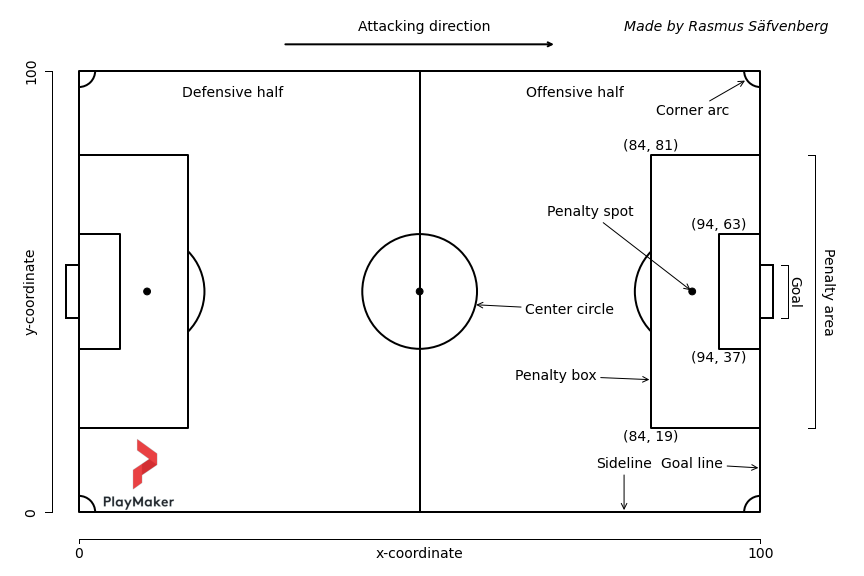 Attacking direction
Made by Rasmus Säfvenberg
100
Defensive half
Offensive half
Corner arc
(84, 81)
Penalty spot
(94, 63)
y-coordinate
Goal
Penalty area
Center circle
(94, 37)
Penalty box
(84, 19)
Sideline
Goal line
PlayMaker
0
0
x-coordinate
100